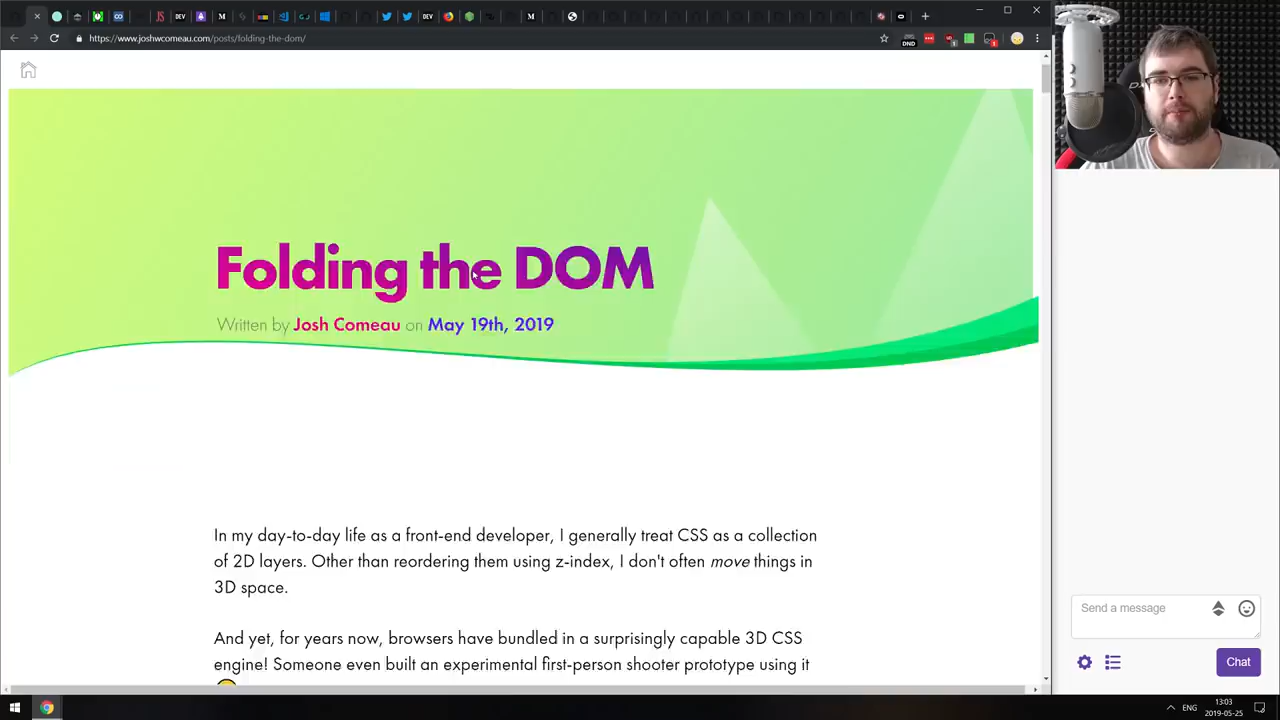 https://www.joshwcomeau.com/posts/folding-the-dom/
Folding the DOM
Written by Josh Comeau on May 19th, 2019
In my day-to-day life as a front-end developer, I generally treat CSS as a collection
of 2D layers. Other than reordering them using z-index, I don't often move things in
3D space.
And yet, for years now, browsers have bundled in a surprisingly capable 3D CSS
engine! Someone even built an experimental first-person shooter prototype using it
Send a message
Chat
ENG
13:03
2019-05-25